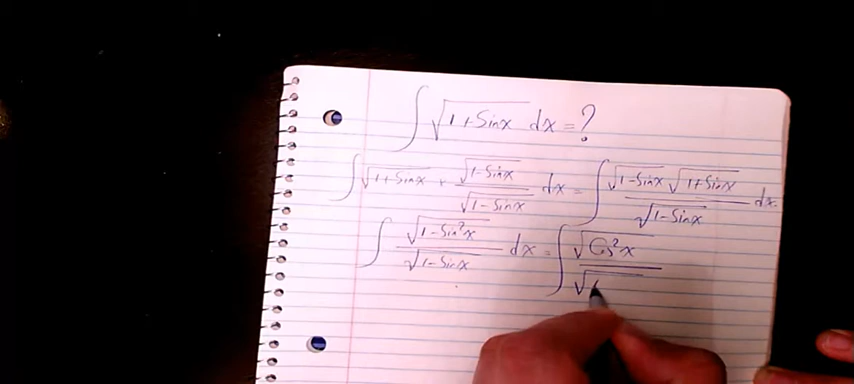 ∫ √(1+Sinx) dx = ?
∫ √(1+Sinx) × √(1-Sinx) / √(1-Sinx) dx = ∫ √(1-Sinx) √(1+Sinx) / √(1-Sinx) dx
∫ √(1-Sin²x) / √(1-Sinx) dx = ∫ √(Cos²x) / √(1